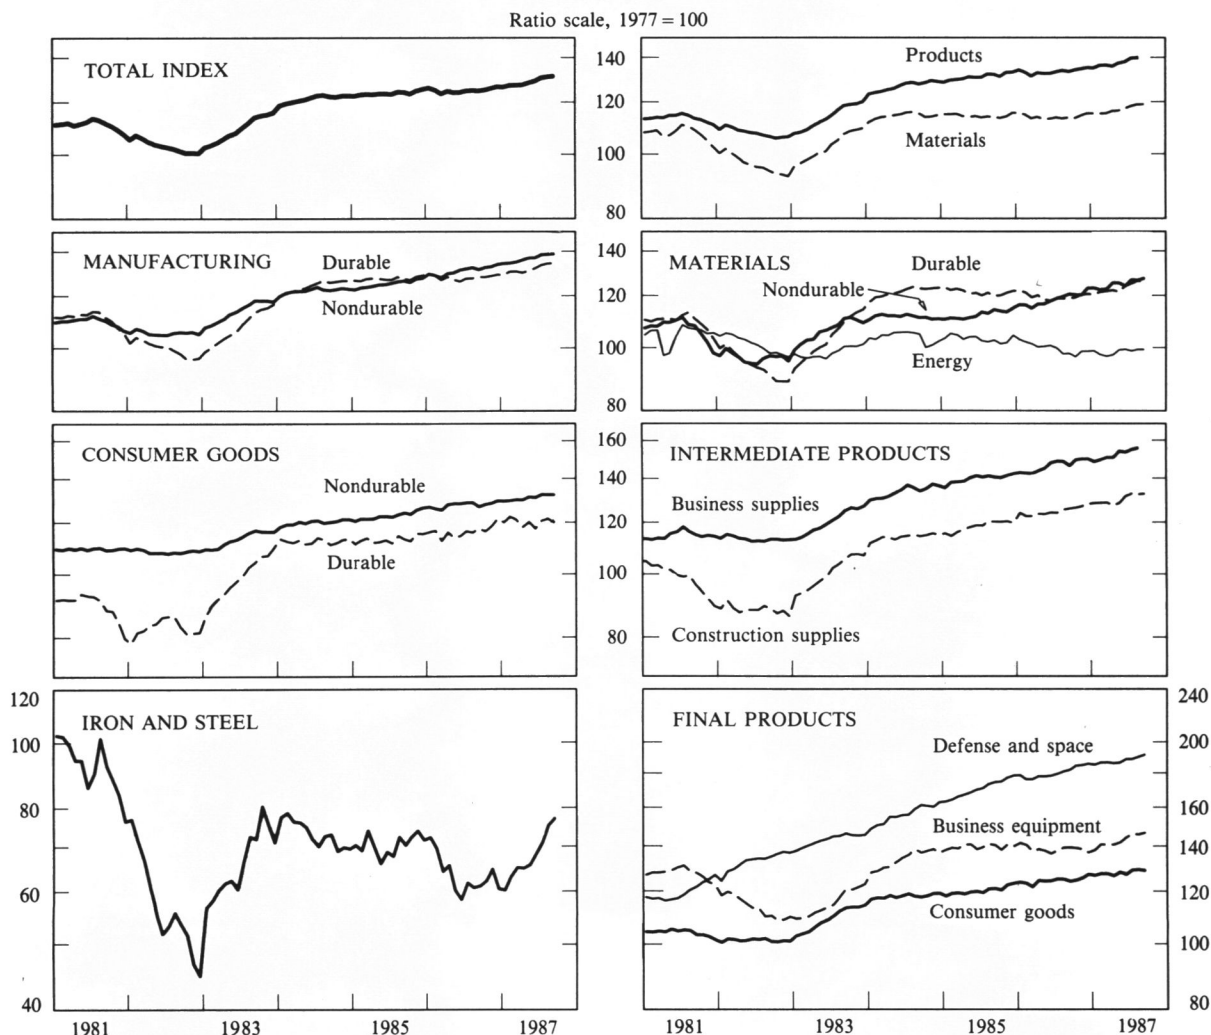 Ratio scale, 1977 = 100
TOTAL INDEX
140
120
100
80
Products
Materials
MANUFACTURING
Durable
Nondurable
140
120
100
80
MATERIALS
Durable
Nondurable
Energy
CONSUMER GOODS
Nondurable
Durable
160
140
120
100
80
INTERMEDIATE PRODUCTS
Business supplies
Construction supplies
120
100
80
60
40
IRON AND STEEL
FINAL PRODUCTS
Defense and space
Business equipment
Consumer goods
240
200
160
140
120
100
80
1981 1983 1985 1987
1981 1983 1985 1987